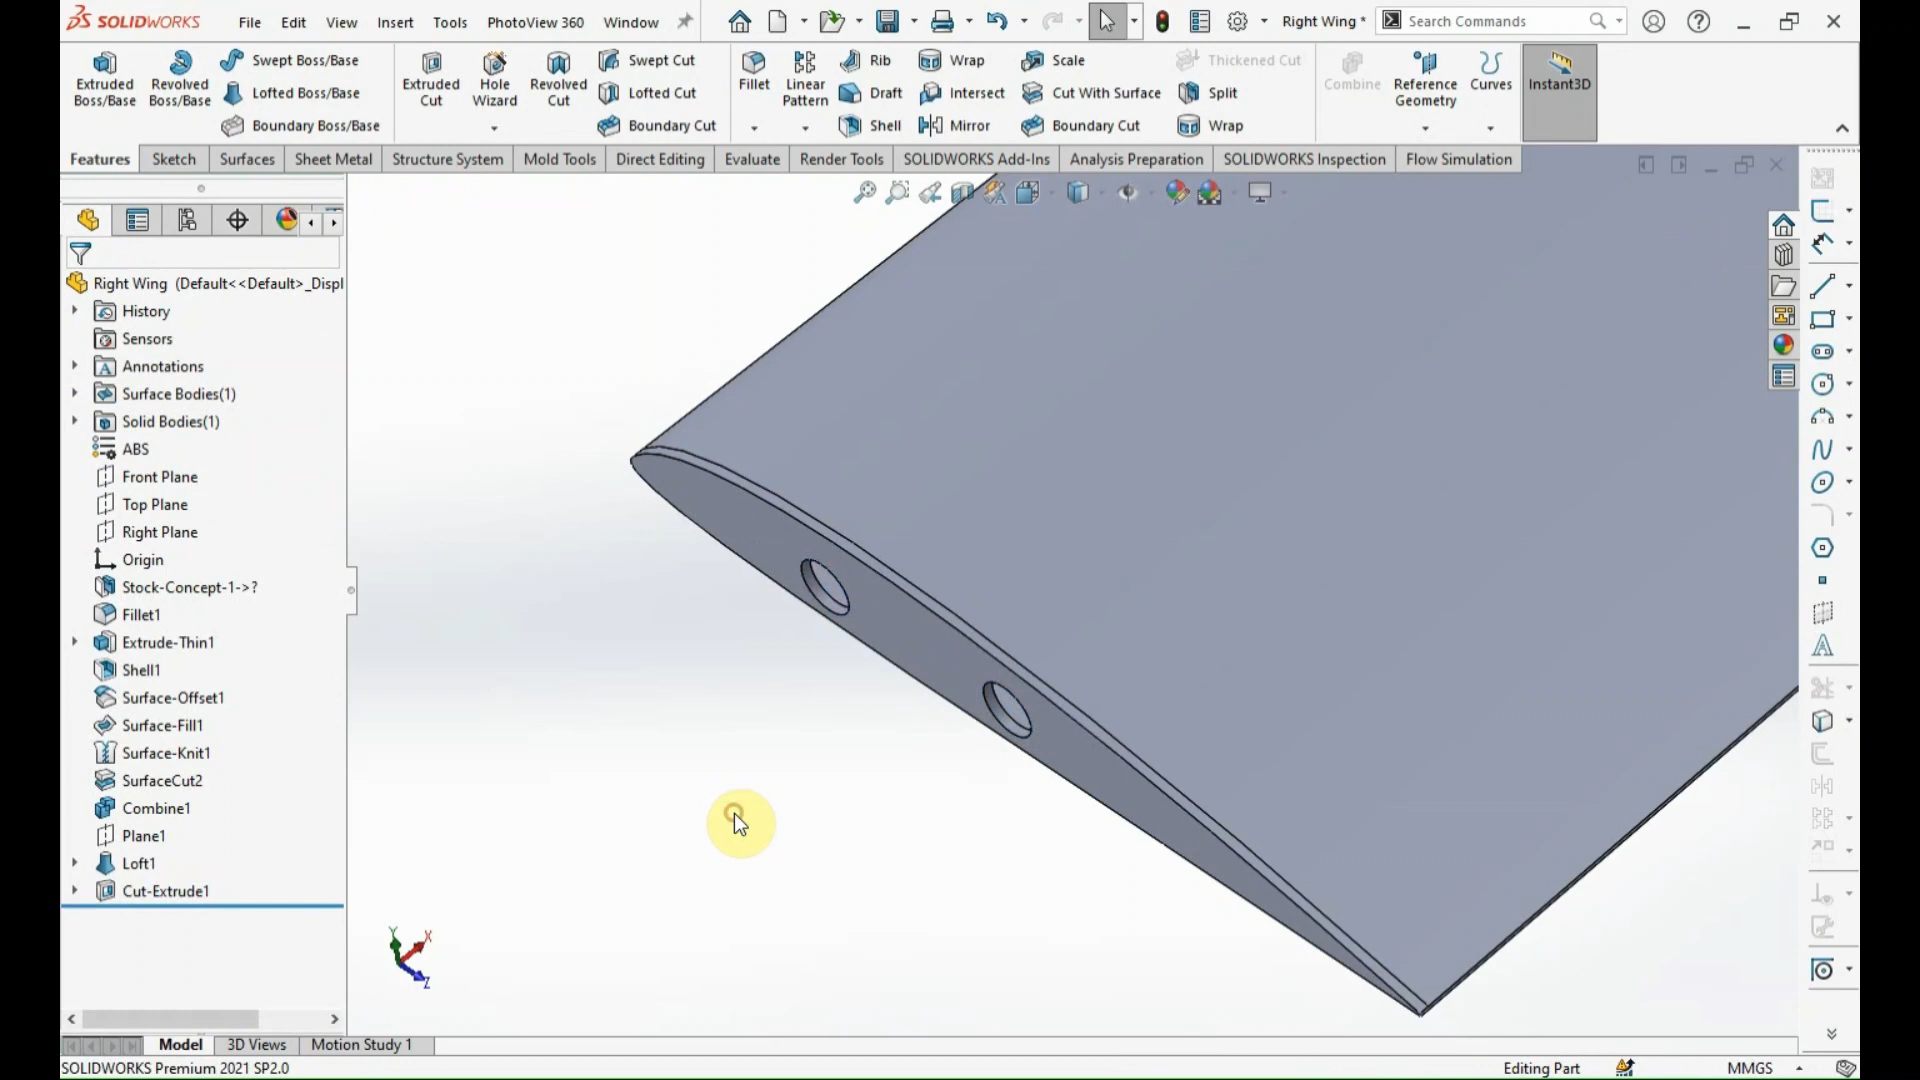 SOLIDWORKS
File Edit View Insert Tools PhotoView 360 Window
Right Wing *
Search Commands
Extruded Boss/Base
Revolved Boss/Base
Swept Boss/Base
Lofted Boss/Base
Boundary Boss/Base
Extruded Cut
Hole Wizard
Revolved Cut
Swept Cut
Lofted Cut
Boundary Cut
Fillet
Linear Pattern
Rib
Draft
Shell
Wrap
Intersect
Mirror
Scale
Cut With Surface
Boundary Cut
Thickened Cut
Split
Wrap
Combine
Reference Geometry
Curves
Instant3D
Features Sketch Surfaces Sheet Metal Structure System Mold Tools Direct Editing Evaluate Render Tools SOLIDWORKS Add-Ins Analysis Preparation SOLIDWORKS Inspection Flow Simulation
Right Wing (Default<<Default>_Displ
History
Sensors
Annotations
Surface Bodies(1)
Solid Bodies(1)
ABS
Front Plane
Top Plane
Right Plane
Origin
Stock-Concept-1->?
Fillet1
Extrude-Thin1
Shell1
Surface-Offset1
Surface-Fill1
Surface-Knit1
SurfaceCut2
Combine1
Plane1
Loft1
Cut-Extrude1
Y X
Z
Model 3D Views Motion Study 1
SOLIDWORKS Premium 2021 SP2.0
Editing Part
MMGS